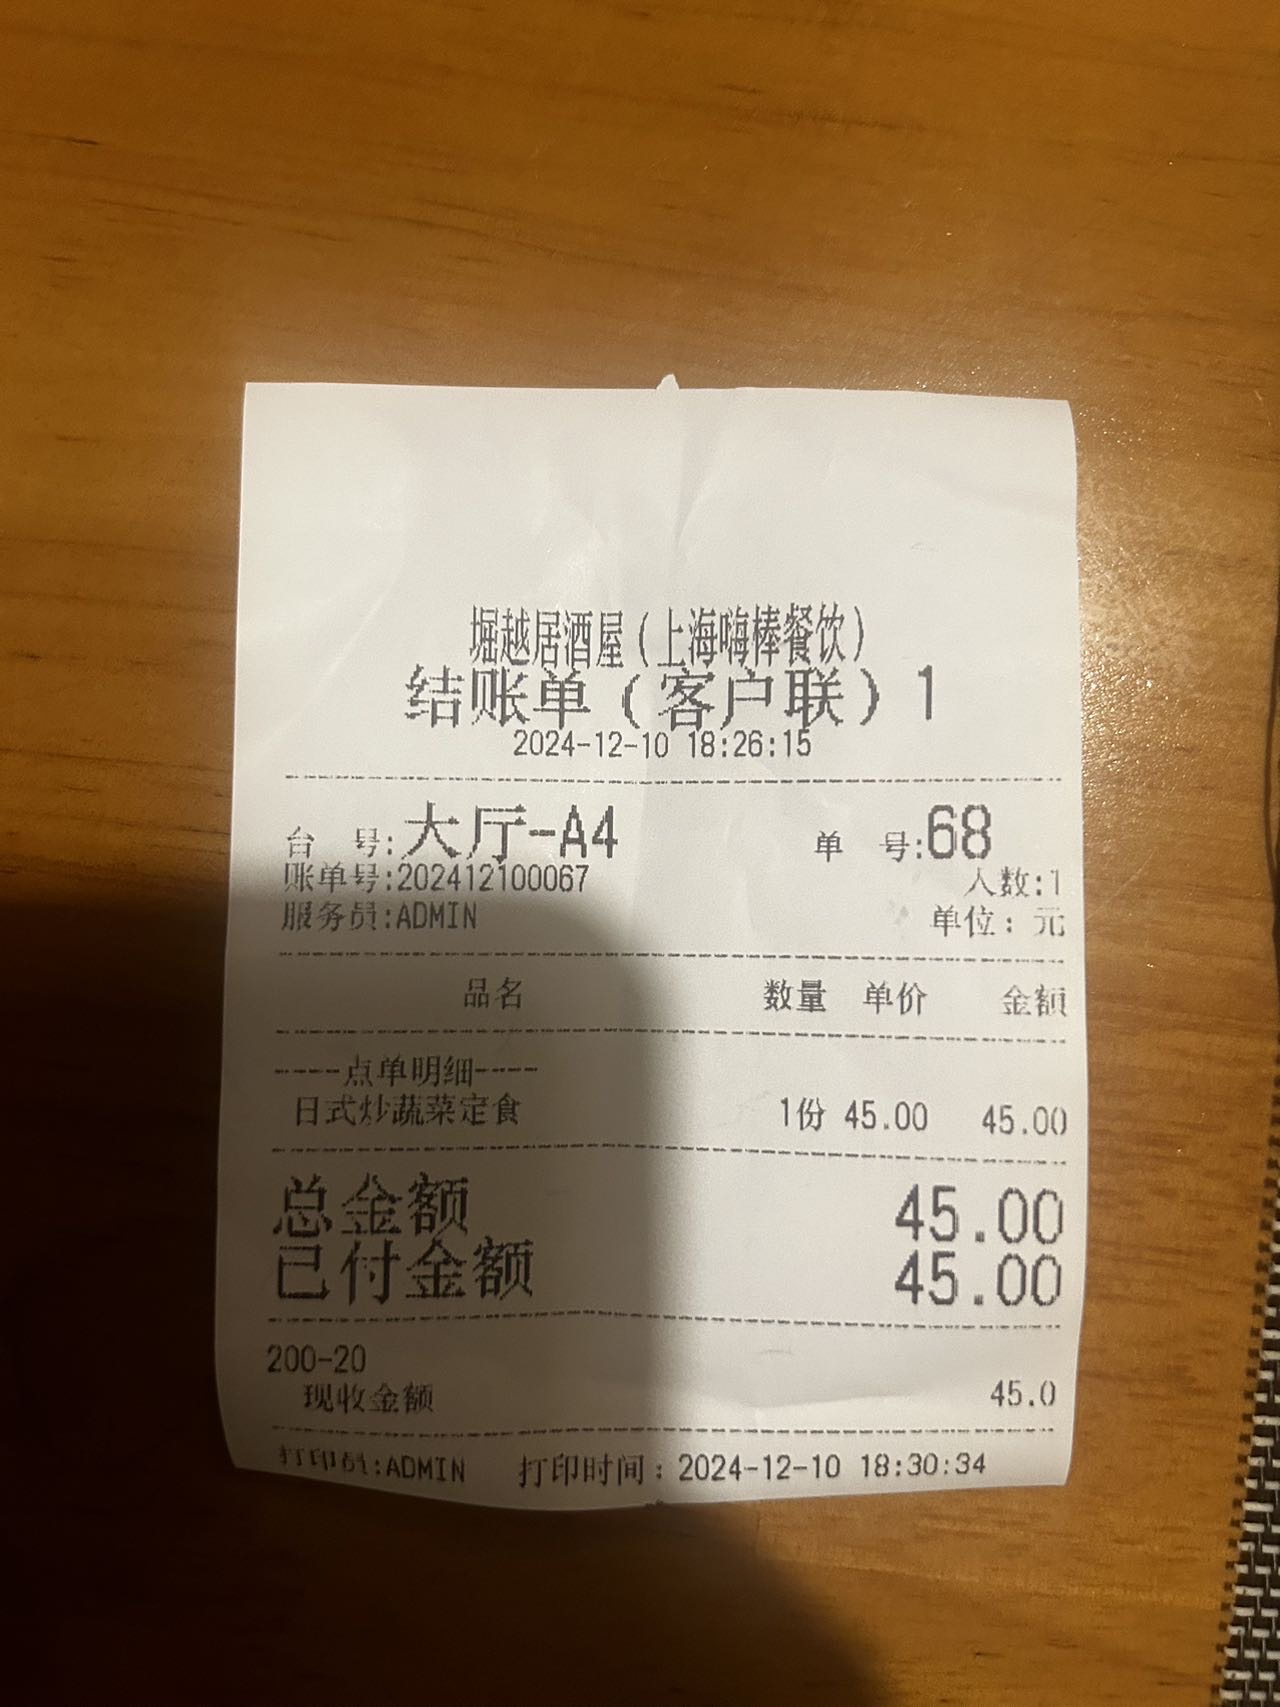 堀越居酒屋（上海嗨棒餐饮）
结账单（客户联）1
2024-12-10 18:26:15
台 号:大厅-A4 单 号:68
账单号:202412100067 人数:1
服务员:ADMIN 单位：元
品名 数量 单价 金额
----点单明细----
日式炒蔬菜定食 1份 45.00 45.00
总金额 45.00
已付金额 45.00
200-20
现收金额 45.0
打印员:ADMIN 打印时间：2024-12-10 18:30:34